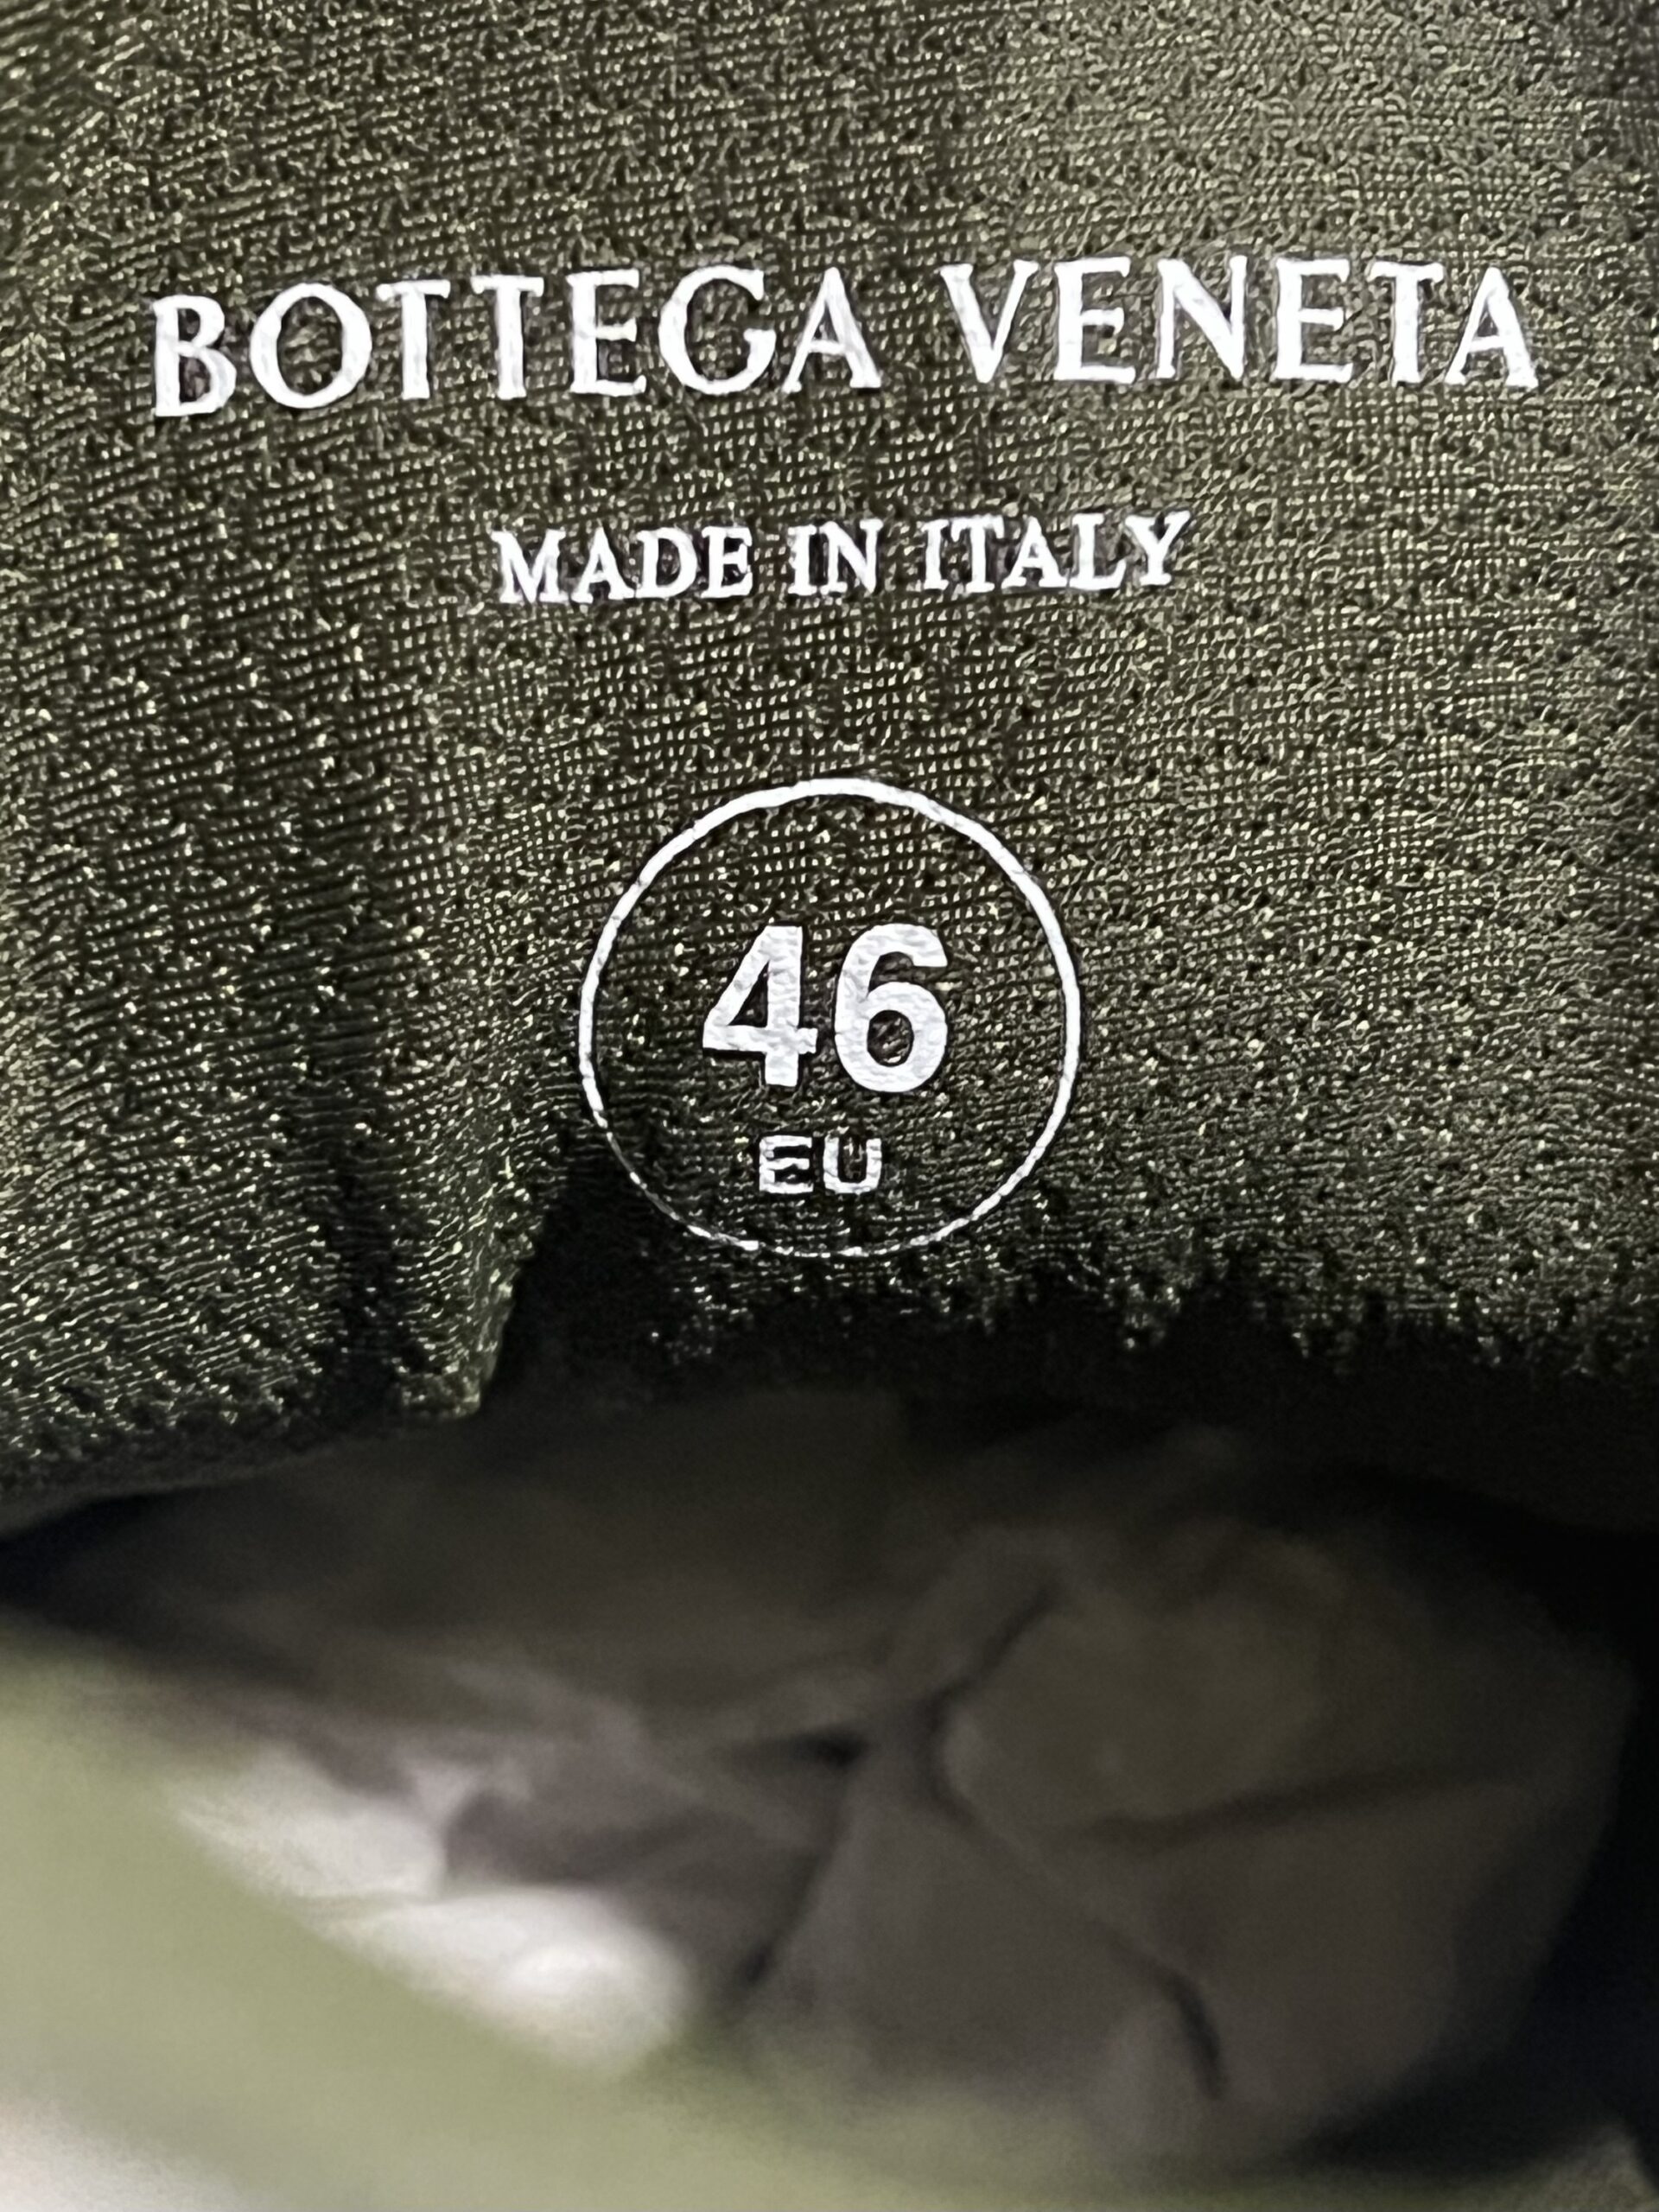 BOTTEGA VENETA
MADE IN ITALY
46
EU